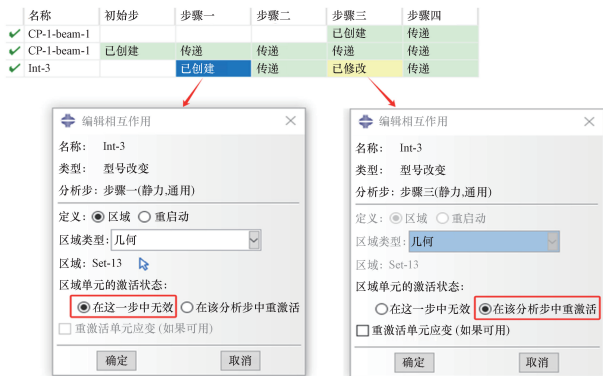 名称 初始步 步骤一 步骤二 步骤三 步骤四
CP-1-beam-1 已创建 传递
CP-1-beam-1 已创建 传递 传递 传递 传递
Int-3 已创建 传递 已修改 传递
编辑相互作用
名称: Int-3
类型: 型号改变
分析步: 步骤一(静力,通用)
定义: 区域 重启动
区域类型: 几何
区域: Set-13
区域单元的激活状态:
在这一步中无效 在该分析步中重激活
重激活单元应变 (如果可用)
确定 取消
编辑相互作用
名称: Int-3
类型: 型号改变
分析步: 步骤三(静力,通用)
定义: 区域 重启动
区域类型: 几何
区域: Set-13
区域单元的激活状态:
在这一步中无效 在该分析步中重激活
重激活单元应变 (如果可用)
确定 取消